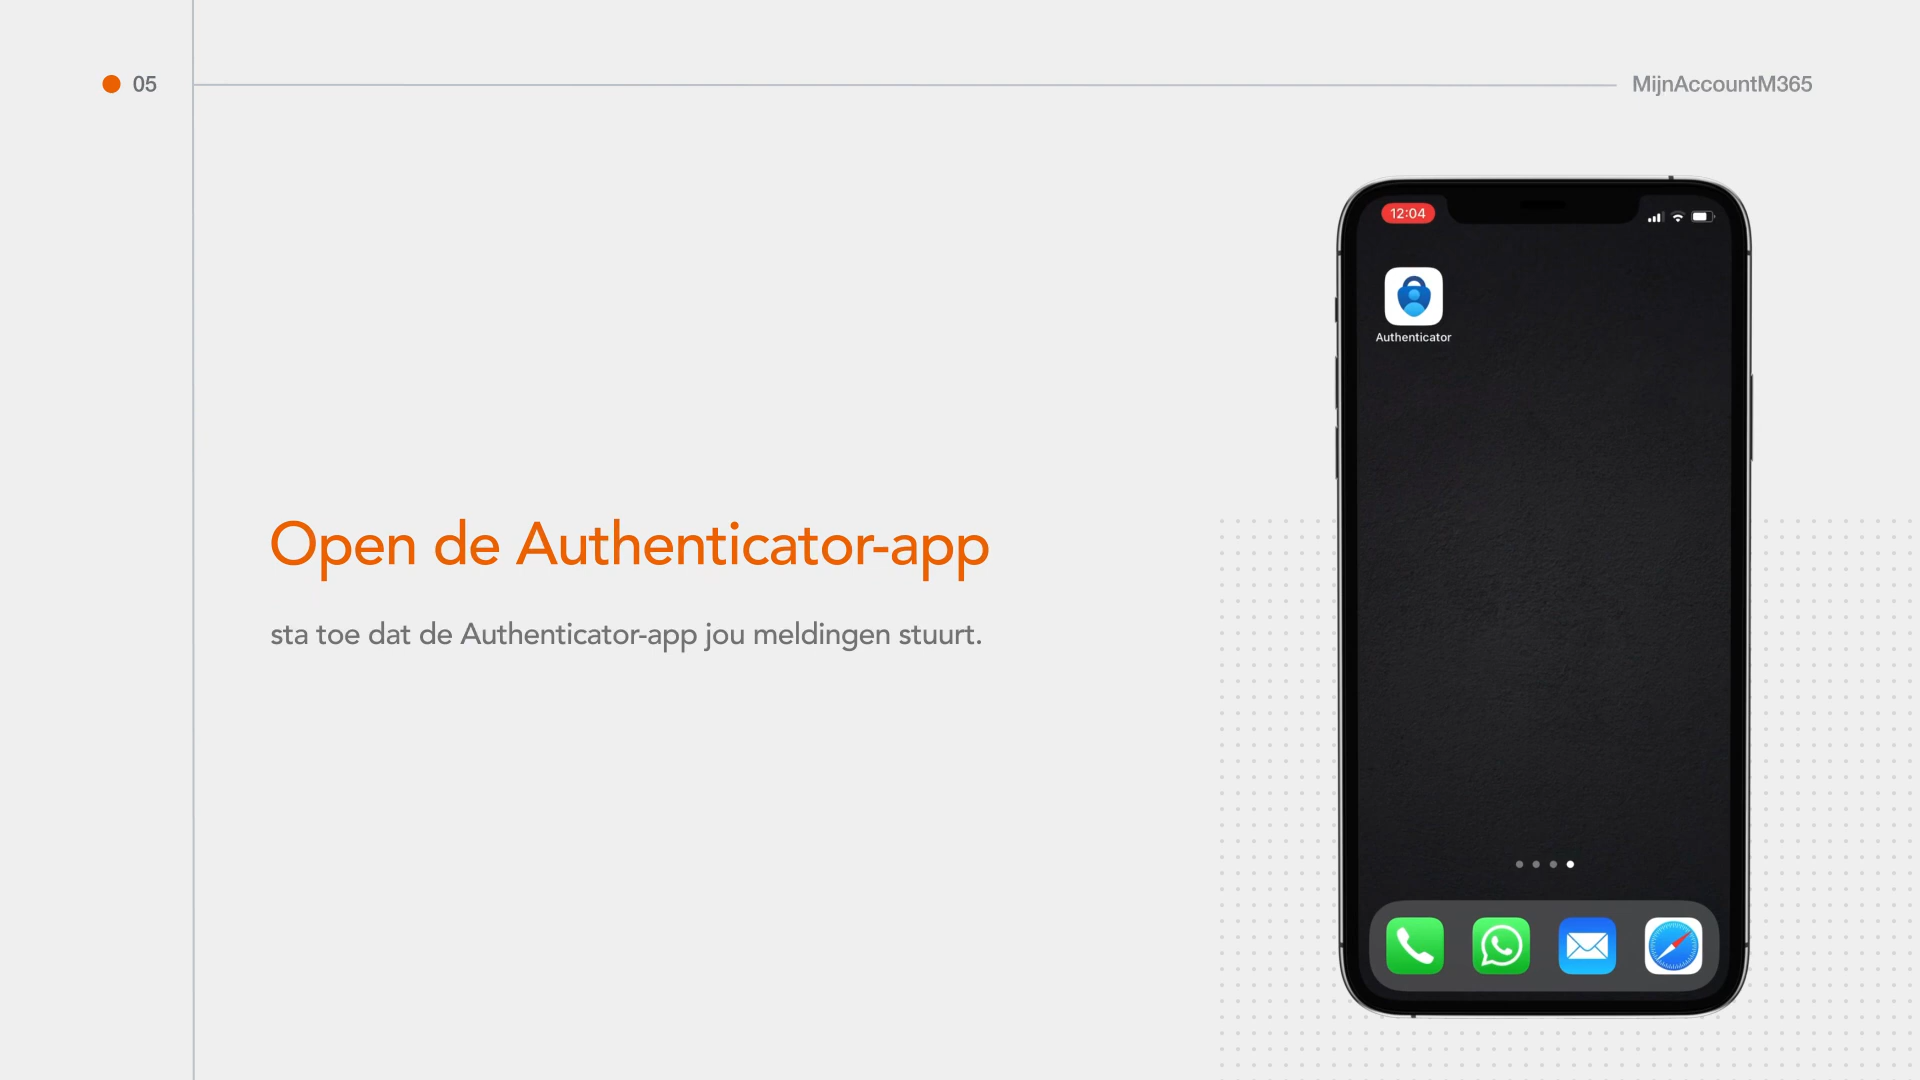 05
MijnAccountM365
12:04
Authenticator
Open de Authenticator-app
sta toe dat de Authenticator-app jou meldingen stuurt.